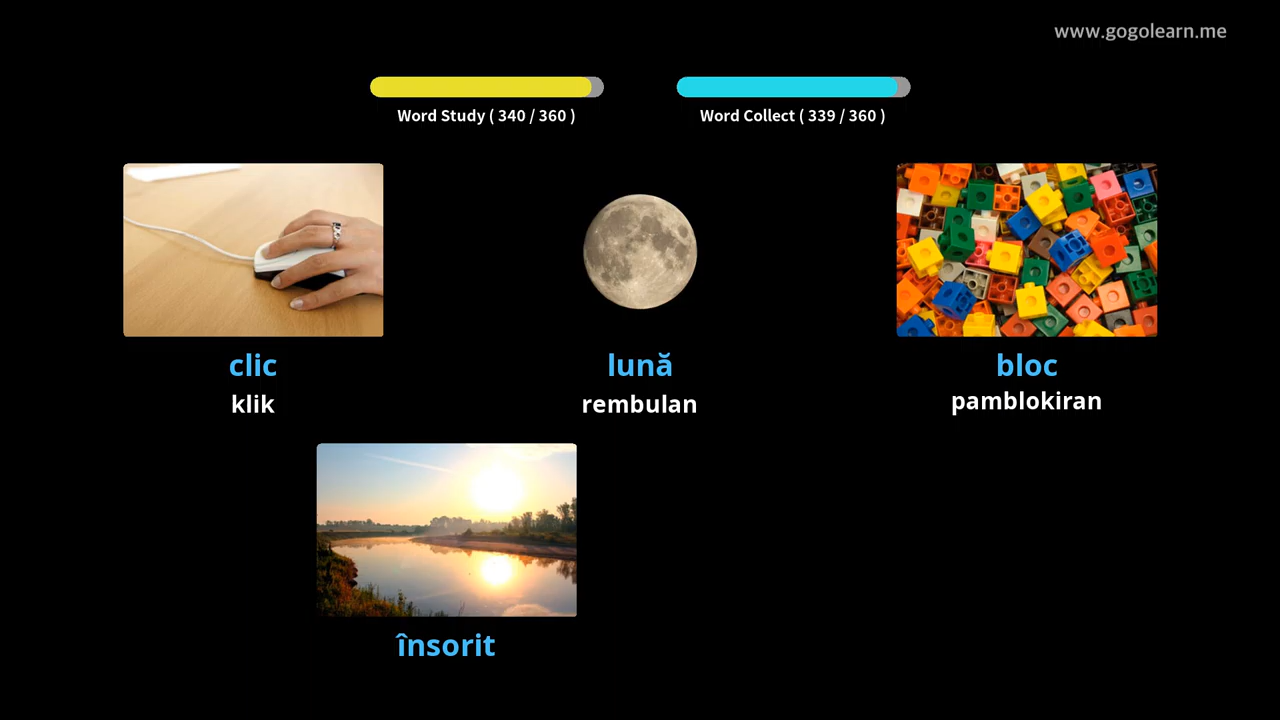 www.gogolearn.me
Word Study ( 340 / 360 )
Word Collect ( 339 / 360 )
clic
lună
bloc
klik
rembulan
pamblokiran
însorit